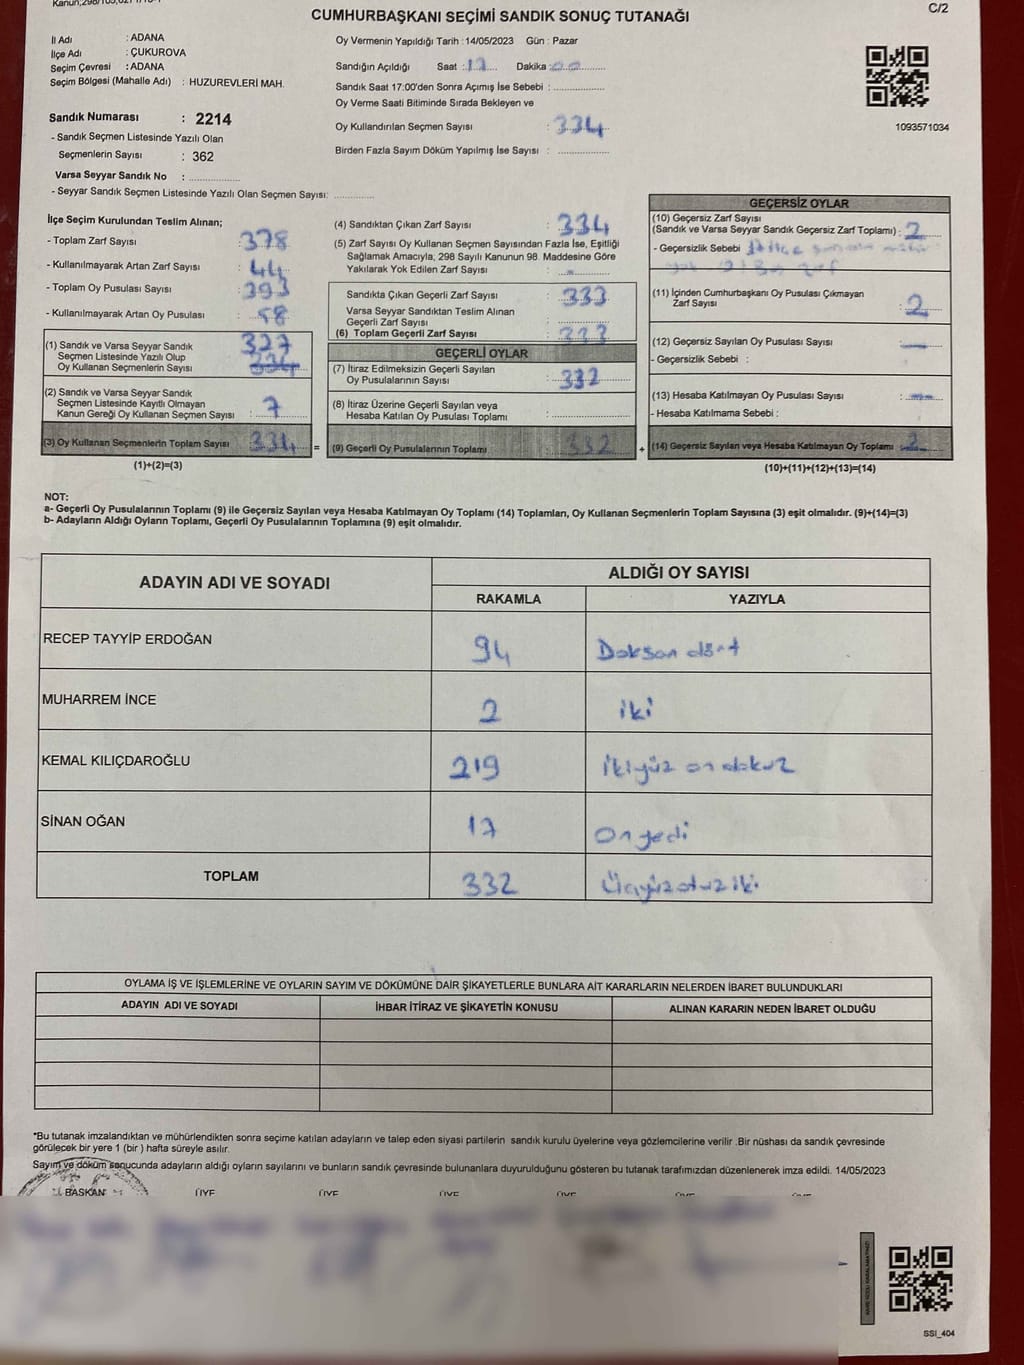 CUMHURBAŞKANI SEÇİMİ SANDIK SONUÇ TUTANAĞI
C/2
İl Adı : ADANA
İlçe Adı : ÇUKUROVA
Seçim Çevresi : ADANA
Seçim Bölgesi (Mahalle Adı) : HUZUREVLERİ MAH.
Sandık Numarası : 2214
- Sandık Seçmen Listesinde Yazılı Olan
Seçmenlerin Sayısı : 362
Varsa Seyyar Sandık No :
- Seyyar Sandık Seçmen Listesinde Yazılı Olan Seçmen Sayısı:
Oy Vermenin Yapıldığı Tarih : 14/05/2023 Gün : Pazar
Sandığın Açıldığı Saat : 17 Dakika : 00
Sandık Saat 17:00'den Sonra Açımış İse Sebebi :
Oy Verme Saati Bitiminde Sırada Bekleyen ve
Oy Kullandırılan Seçmen Sayısı : 334
Birden Fazla Sayım Döküm Yapılmış İse Sayısı :
1093571034
İlçe Seçim Kurulundan Teslim Alınan;
- Toplam Zarf Sayısı 378
- Kullanılmayarak Artan Zarf Sayısı : 44
- Toplam Oy Pusulası Sayısı : 393
- Kullanılmayarak Artan Oy Pusulası : 58
(1) Sandık ve Varsa Seyyar Sandık 327
Seçmen Listesinde Yazılı Olup
Oy Kullanan Seçmenlerin Sayısı 334
(2) Sandık ve Varsa Seyyar Sandık
Seçmen Listesinde Kayıtlı Olmayan
Kanun Gereği Oy Kullanan Seçmen Sayısı : 7
(3) Oy Kullanan Seçmenlerin Toplam Sayısı 334 =
(1)+(2)=(3)
(4) Sandıktan Çıkan Zarf Sayısı : 334
(5) Zarf Sayısı Oy Kullanan Seçmen Sayısından Fazla İse, Eşitliği
Sağlamak Amacıyla, 298 Sayılı Kanunun 98. Maddesine Göre
Yakılarak Yok Edilen Zarf Sayısı :
Sandıkta Çıkan Geçerli Zarf Sayısı : 333
Varsa Seyyar Sandıktan Teslim Alınan
Geçerli Zarf Sayısı :
(6) Toplam Geçerli Zarf Sayısı : 333
GEÇERLİ OYLAR
(7) İtiraz Edilmeksizin Geçerli Sayılan
Oy Pusulalarının Sayısı : 332
(8) İtiraz Üzerine Geçerli Sayılan veya
Hesaba Katılan Oy Pusulası Toplamı :
(9) Geçerli Oy Pusulalarının Toplamı : 332 +
GEÇERSİZ OYLAR
(10) Geçersiz Zarf Sayısı
(Sandık ve Varsa Seyyar Sandık Geçersiz Zarf Toplamı) : 2
- Geçersizlik Sebebi
(11) İçinden Cumhurbaşkanı Oy Pusulası Çıkmayan
Zarf Sayısı : 2
(12) Geçersiz Sayılan Oy Pusulası Sayısı : —
- Geçersizlik Sebebi :
(13) Hesaba Katılmayan Oy Pusulası Sayısı : —
- Hesaba Katılmama Sebebi :
(14) Geçersiz Sayılan veya Hesaba Katılmayan Oy Toplamı : 2
(10)+(11)+(12)+(13)=(14)
NOT:
a- Geçerli Oy Pusulalarının Toplamı (9) ile Geçersiz Sayılan veya Hesaba Katılmayan Oy Toplamı (14) Toplamları, Oy Kullanan Seçmenlerin Toplam Sayısına (3) eşit olmalıdır. (9)+(14)=(3)
b- Adayların Aldığı Oyların Toplamı, Geçerli Oy Pusulalarının Toplamına (9) eşit olmalıdır.
ADAYIN ADI VE SOYADI ALDIĞI OY SAYISI
RAKAMLA YAZIYLA
RECEP TAYYİP ERDOĞAN 94 Doksan dört
MUHARREM İNCE 2 iki
KEMAL KILIÇDAROĞLU 219 ikiyüz on dokuz
SİNAN OĞAN 17 Onyedi
TOPLAM 332 Üçyüzotuz iki
OYLAMA İŞ VE İŞLEMLERİNE VE OYLARIN SAYIM VE DÖKÜMÜNE DAİR ŞİKAYETLERLE BUNLARA AİT KARARLARIN NELERDEN İBARET BULUNDUKLARI
ADAYIN ADI VE SOYADI İHBAR İTİRAZ VE ŞİKAYETİN KONUSU ALINAN KARARIN NEDEN İBARET OLDUĞU
*Bu tutanak imzalandıktan ve mühürlendikten sonra seçime katılan adayların ve talep eden siyasi partilerin sandık kurulu üyelerine veya gözlemcilerine verilir .Bir nüshası da sandık çevresinde
görülecek bir yere 1 (bir ) hafta süreyle asılır.
Sayım ve döküm sonucunda adayların aldığı oyların sayılarını ve bunların sandık çevresinde bulunanlara duyurulduğunu gösteren bu tutanak tarafımızdan düzenlenerek imza edildi. 14/05/2023
BAŞKAN ÜYE ÜYE ÜYE ÜYE ÜYE ÜYE
SSI_404